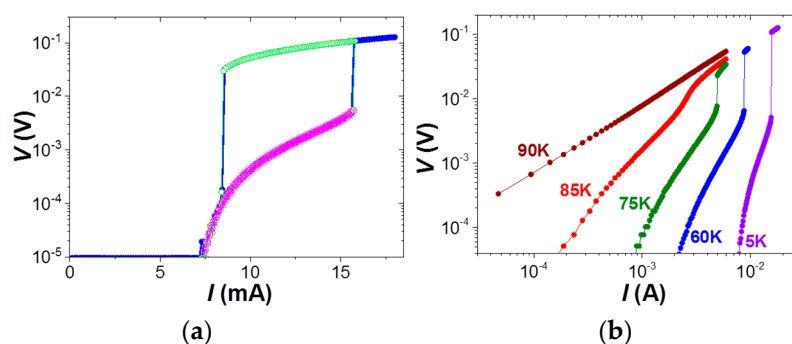 10⁻¹
10⁻²
10⁻³
10⁻⁴
10⁻⁵
V (V)
0
5
10
15
I (mA)
(a)
10⁻¹
10⁻²
10⁻³
10⁻⁴
V (V)
90K
85K
75K
60K
5K
10⁻⁴
10⁻³
10⁻²
I (A)
(b)